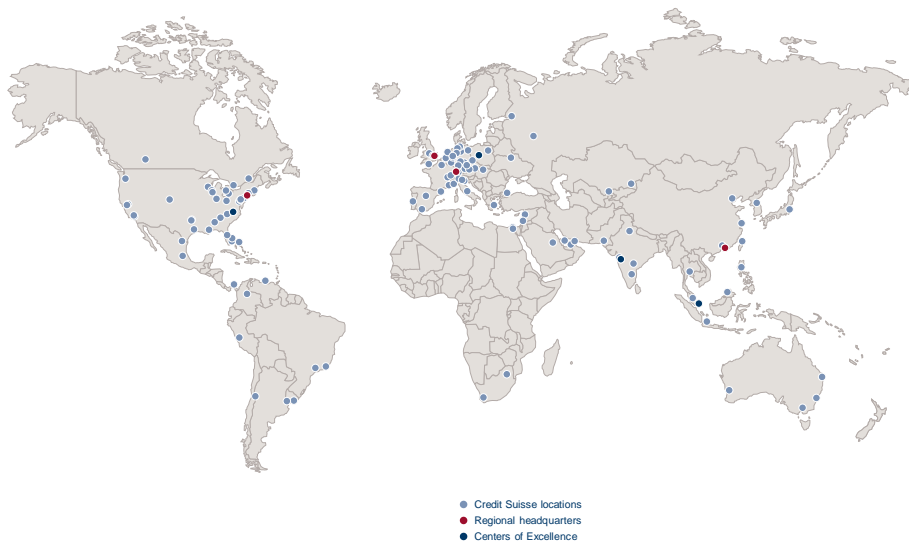 Credit Suisse locations
Regional headquarters
Centers of Excellence